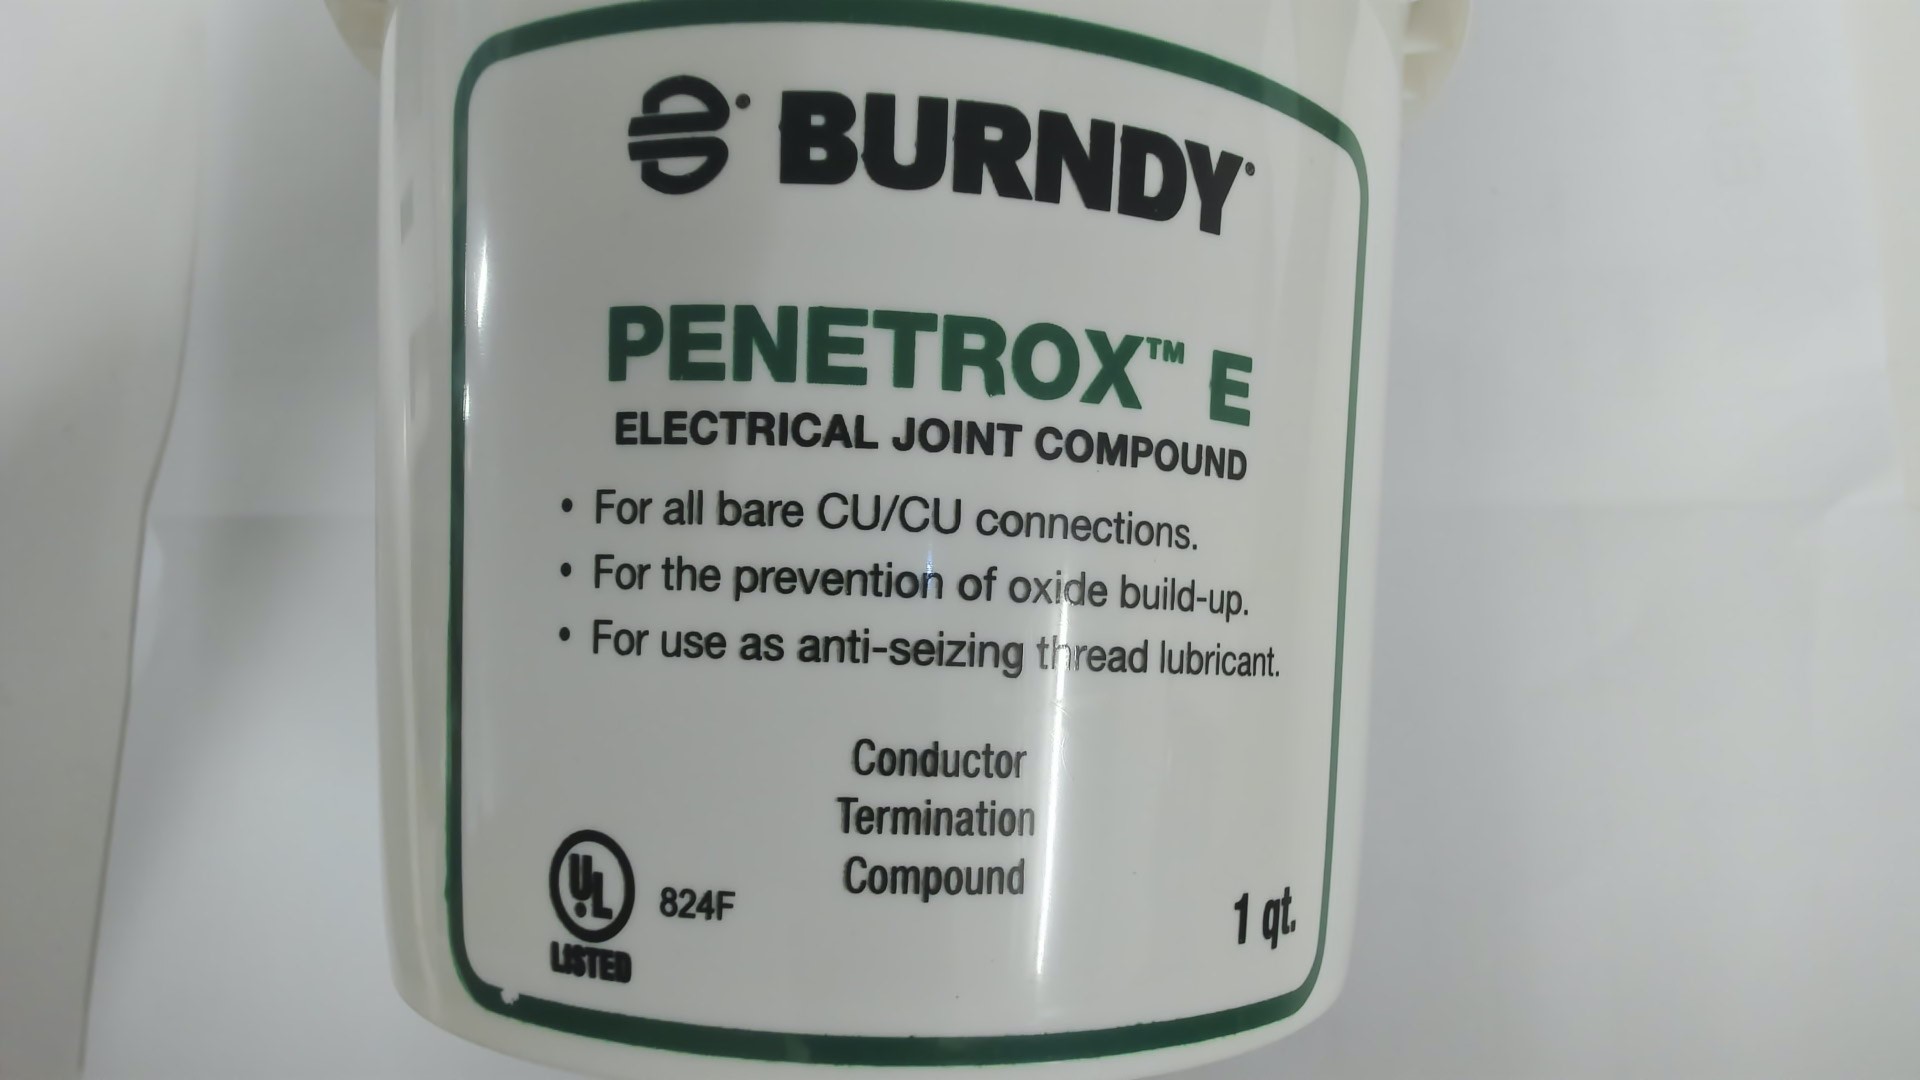 BURNDY
PENETROX™ E
ELECTRICAL JOINT COMPOUND
• For all bare CU/CU connections.
• For the prevention of oxide build-up.
• For use as anti-seizing thread lubricant.
Conductor
Termination
Compound
UL
LISTED
824F
1 qt.